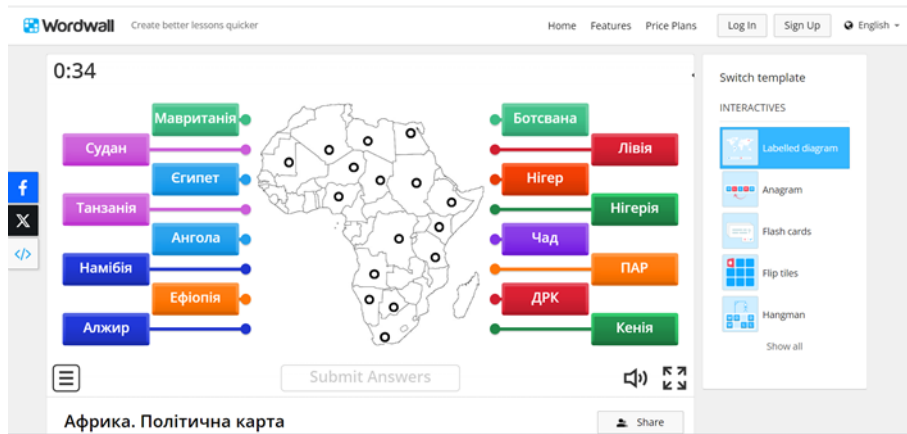 Wordwall Create better lessons quicker Home Features Price Plans Log In Sign Up English
0:34
Switch template
INTERACTIVES
Мавританія
Ботсвана
Судан
Лівія
Labelled diagram
Єгипет
Нігер
Anagram
Танзанія
Нігерія
Flash cards
Ангола
Чад
Намібія
ПАР
Flip tiles
Ефіопія
ДРК
Hangman
Алжир
Кенія
Show all
Submit Answers
Африка. Політична карта
Share